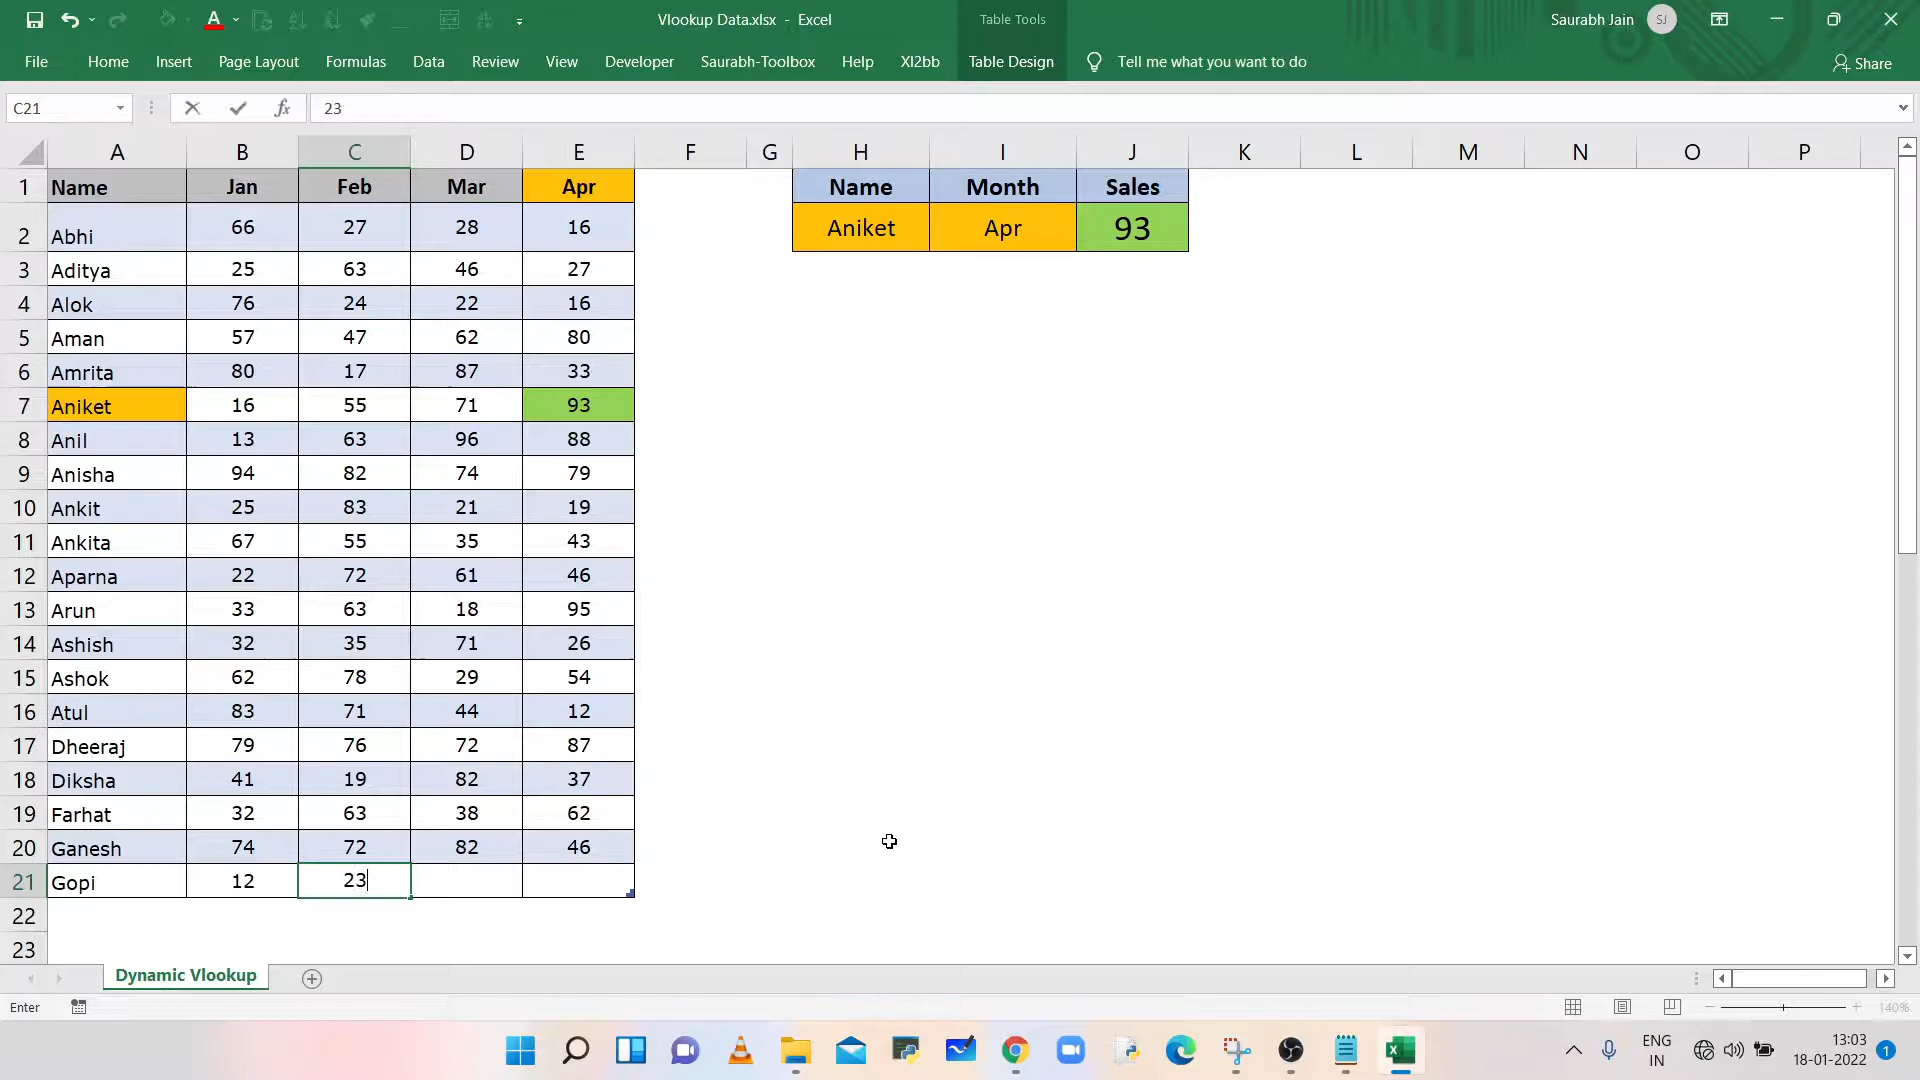 Vlookup Data.xlsx - Excel
Table Tools
Saurabh Jain SJ
File Home Insert Page Layout Formulas Data Review View Developer Saurabh-Toolbox Help Xl2bb Table Design Tell me what you want to do Share
C21 fx 23
A B C D E F G H I J K L M N O P
1 Name Jan Feb Mar Apr Name Month Sales
2 Abhi 66 27 28 16 Aniket Apr 93
3 Aditya 25 63 46 27
4 Alok 76 24 22 16
5 Aman 57 47 62 80
6 Amrita 80 17 87 33
7 Aniket 16 55 71 93
8 Anil 13 63 96 88
9 Anisha 94 82 74 79
10 Ankit 25 83 21 19
11 Ankita 67 55 35 43
12 Aparna 22 72 61 46
13 Arun 33 63 18 95
14 Ashish 32 35 71 26
15 Ashok 62 78 29 54
16 Atul 83 71 44 12
17 Dheeraj 79 76 72 87
18 Diksha 41 19 82 37
19 Farhat 32 63 38 62
20 Ganesh 74 72 82 46
21 Gopi 12 23
22
23
Dynamic Vlookup
Enter 140%
ENG 13:03
IN 18-01-2022 1